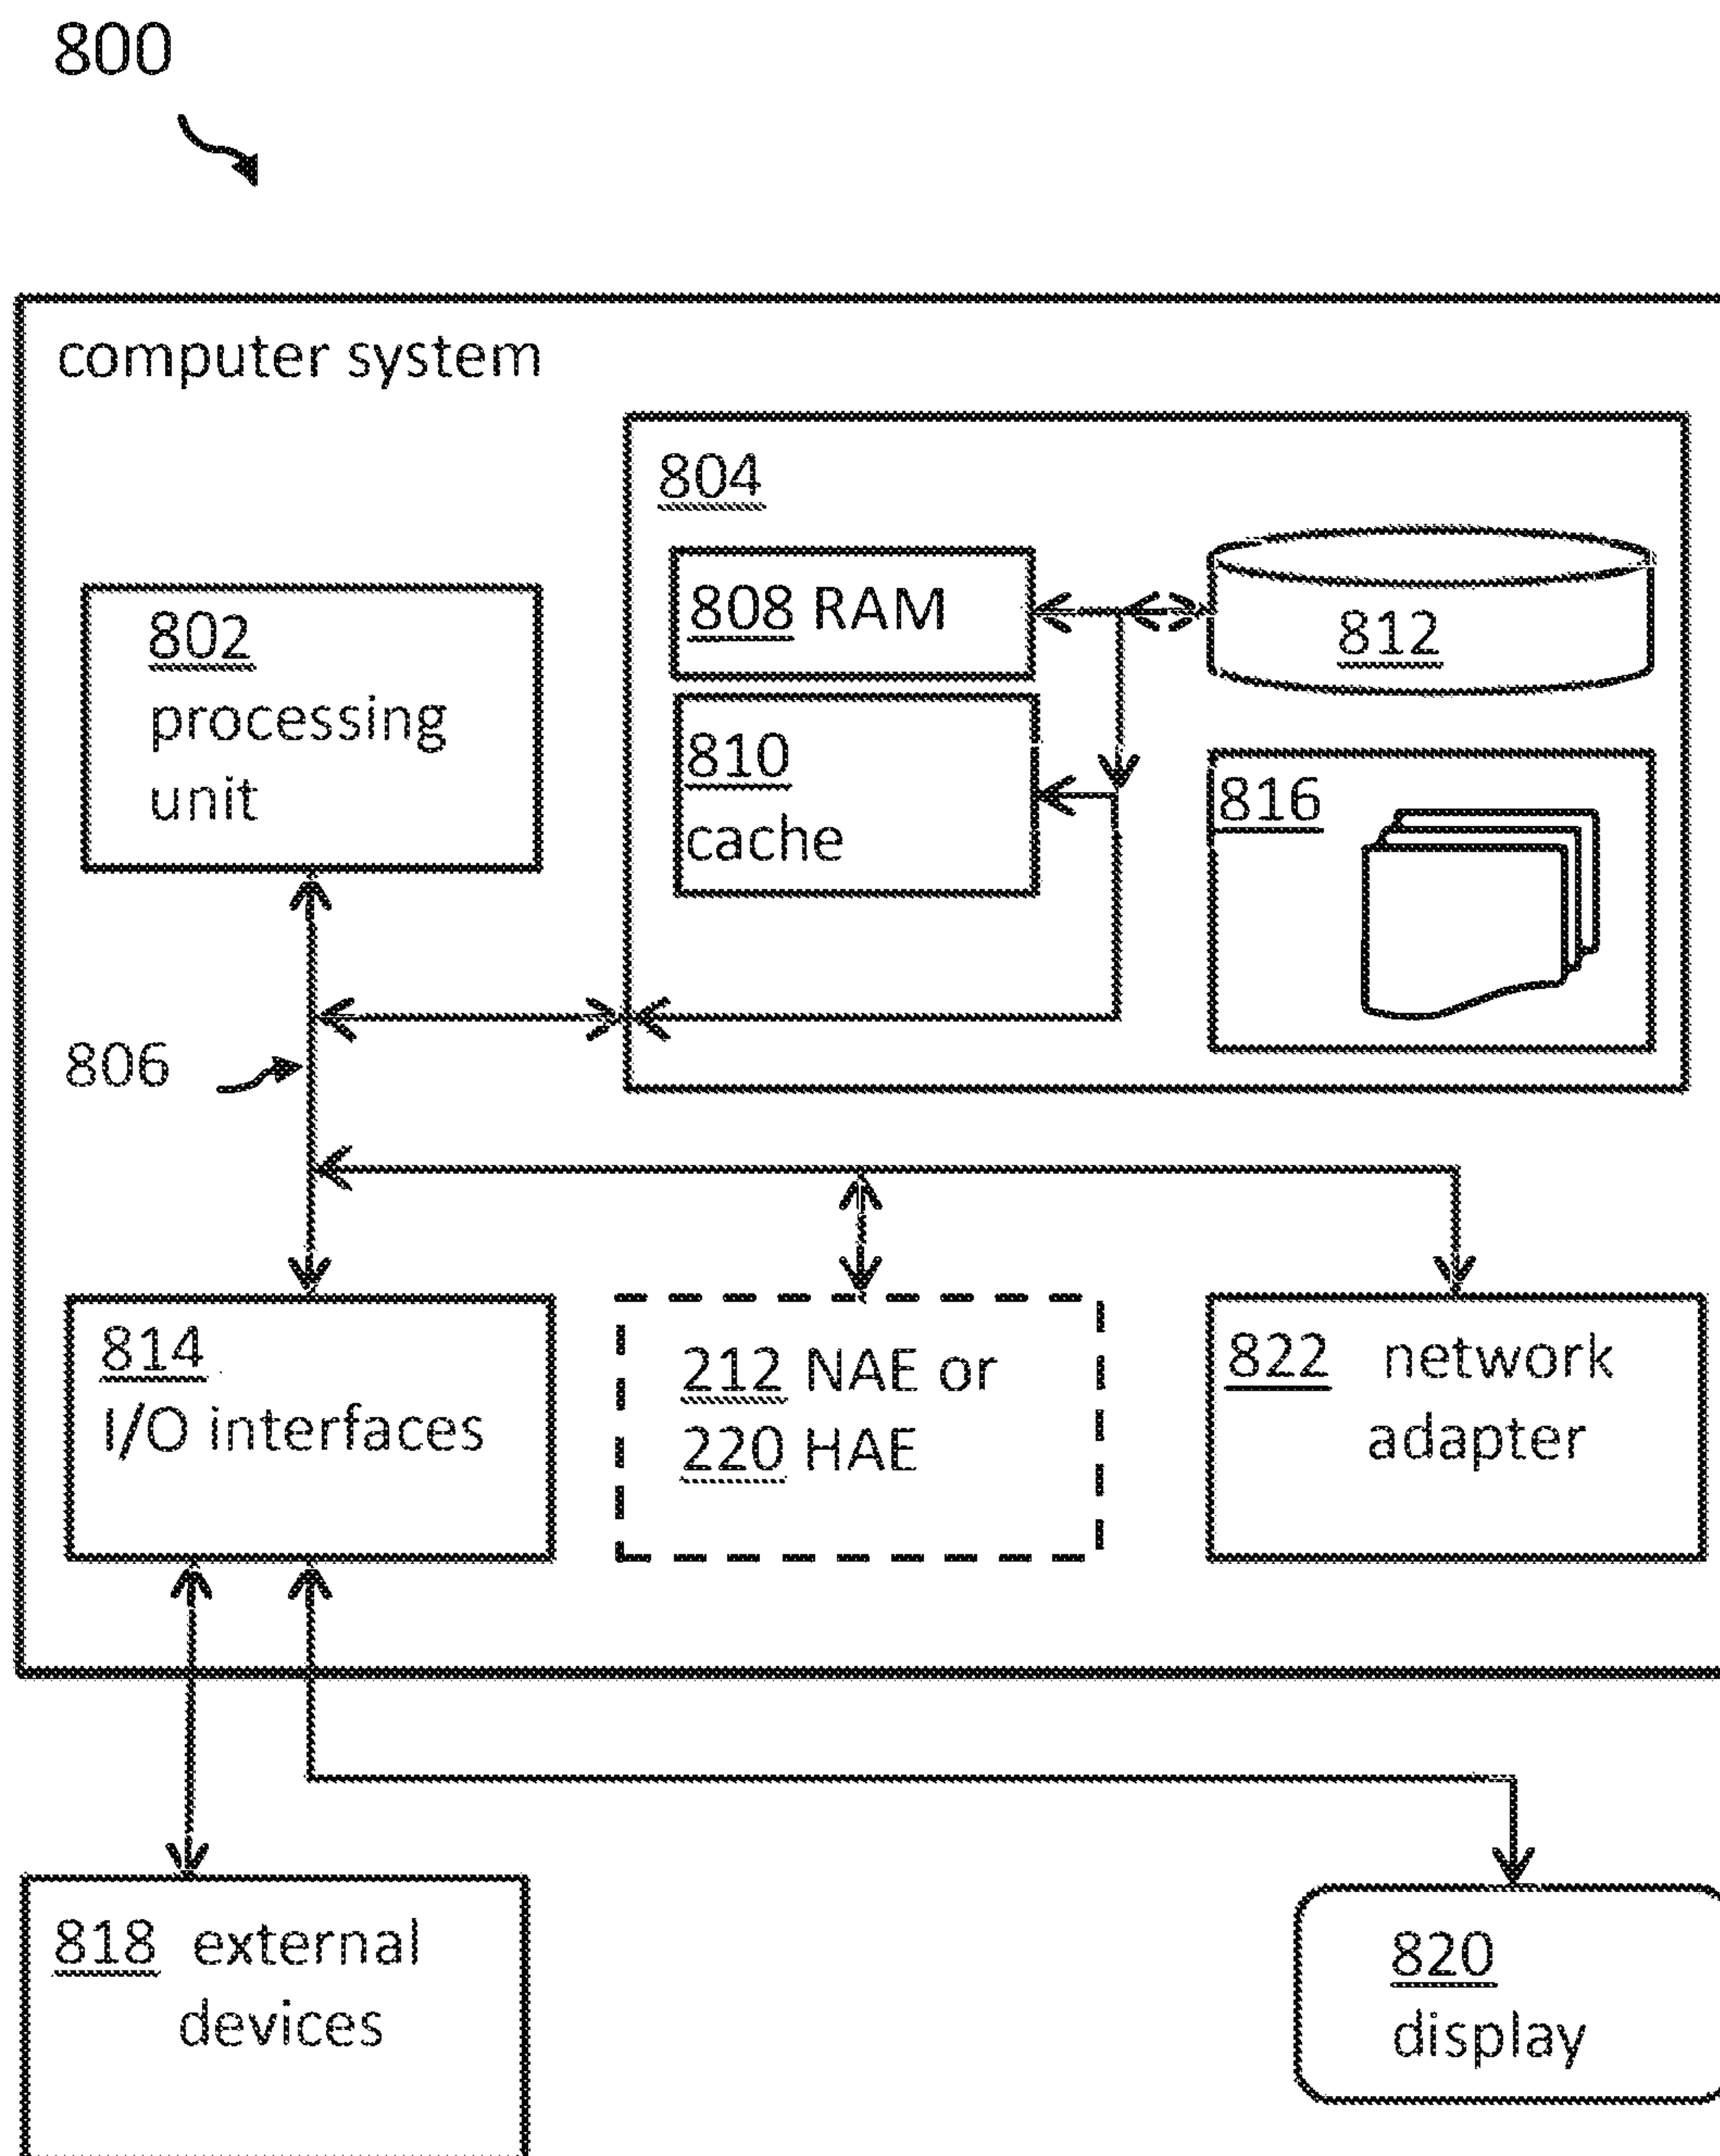 800
computer system
804
808 RAM
812
802
processing
unit
810
cache
816
806
814
I/O interfaces
212 NAE or
220 HAE
822 network
adapter
818 external
devices
820
display